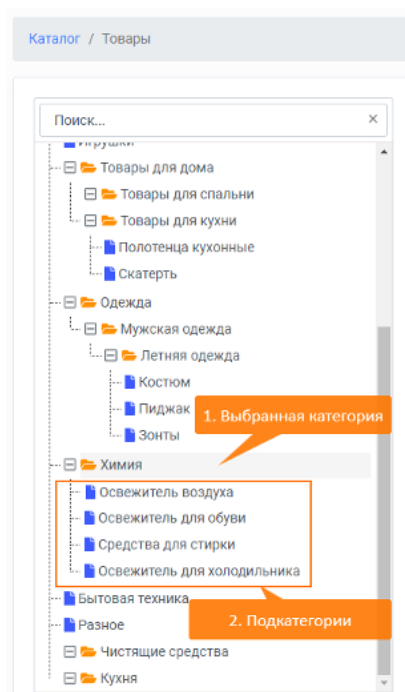 Каталог / Товары
Поиск...
Игрушки
Товары для дома
Товары для спальни
Товары для кухни
Полотенца кухонные
Скатерть
Одежда
Мужская одежда
Летняя одежда
Костюм
Пиджак
1. Выбранная категория
Зонты
Химия
Освежитель воздуха
Освежитель для обуви
Средства для стирки
Освежитель для холодильника
Бытовая техника
Разное
2. Подкатегории
Чистящие средства
Кухня